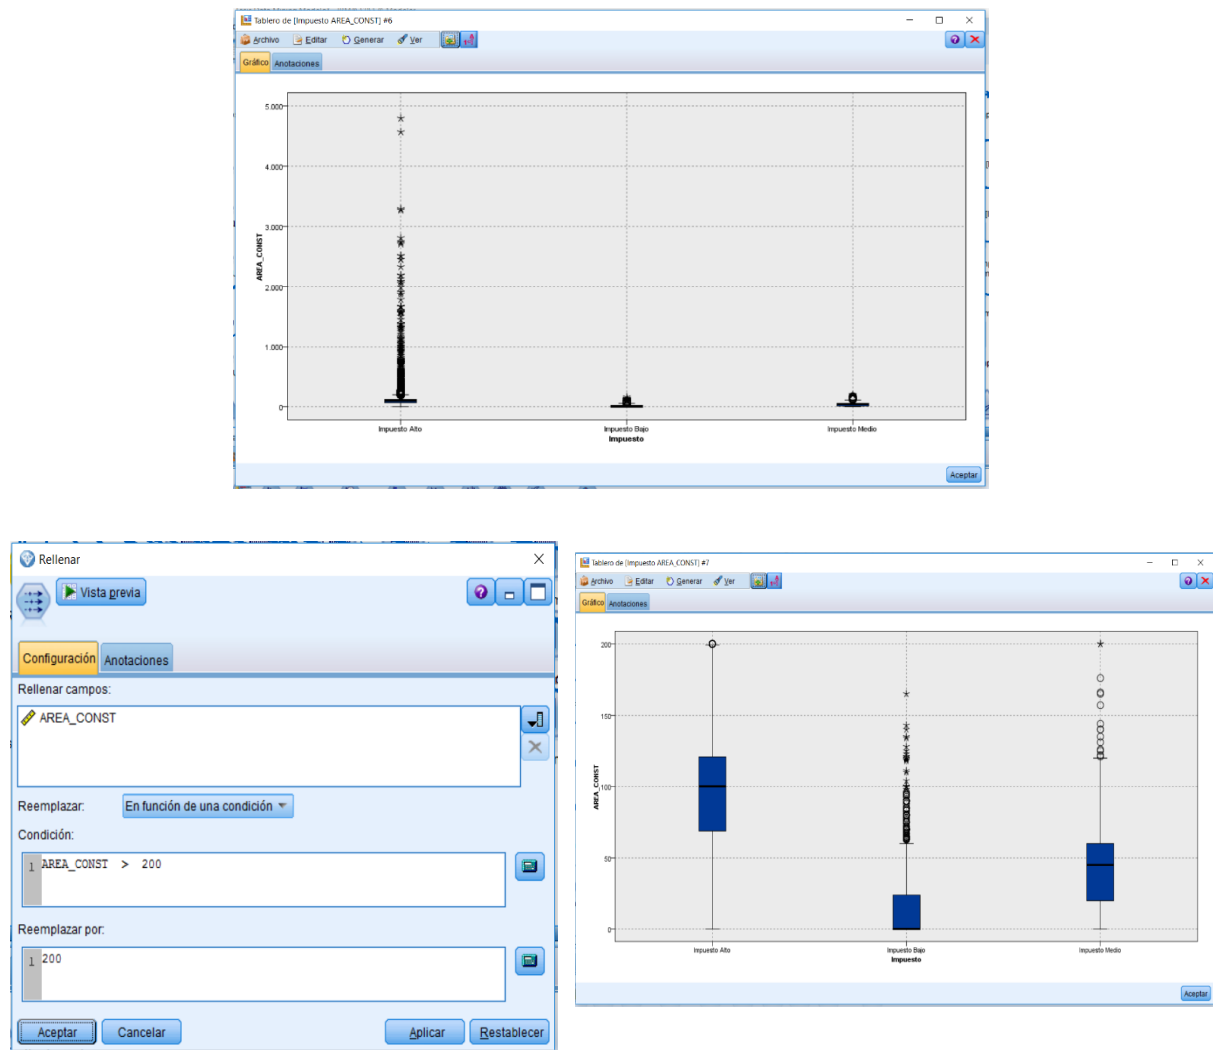 Tablero de [Impuesto AREA_CONST] #6
Archivo Editar Generar Ver
Gráfico Anotaciones
5.000
4.000
3.000
2.000
1.000
0
AREA_CONST
Impuesto Alto Impuesto Bajo Impuesto Medio
Impuesto
Aceptar
Rellenar
Vista previa
Configuración Anotaciones
Rellenar campos:
AREA_CONST
Reemplazar: En función de una condición
Condición:
1 AREA_CONST > 200
Reemplazar por:
1 200
Aceptar Cancelar Aplicar Restablecer
Tablero de [Impuesto AREA_CONST] #7
Archivo Editar Generar Ver
Gráfico Anotaciones
200
150
100
50
0
AREA_CONST
Impuesto Alto Impuesto Bajo Impuesto Medio
Impuesto
Aceptar